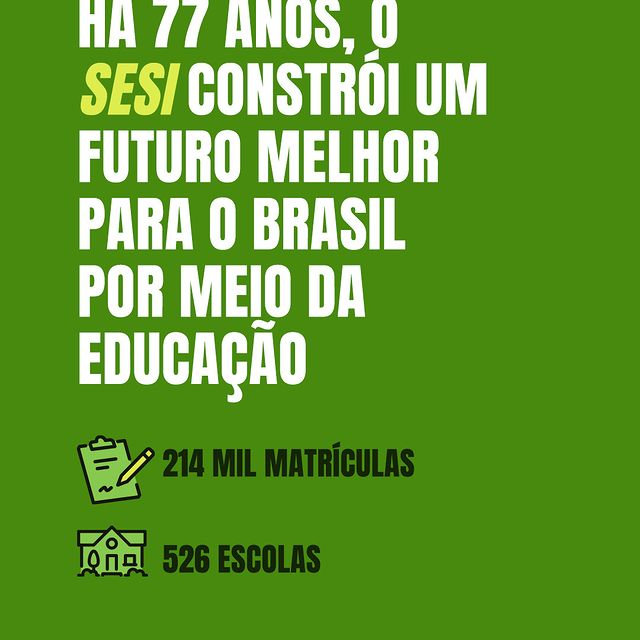 HÁ 77 ANOS, O
SESI CONSTRÓI UM
FUTURO MELHOR
PARA O BRASIL
POR MEIO DA
EDUCAÇÃO
214 MIL MATRÍCULAS
526 ESCOLAS